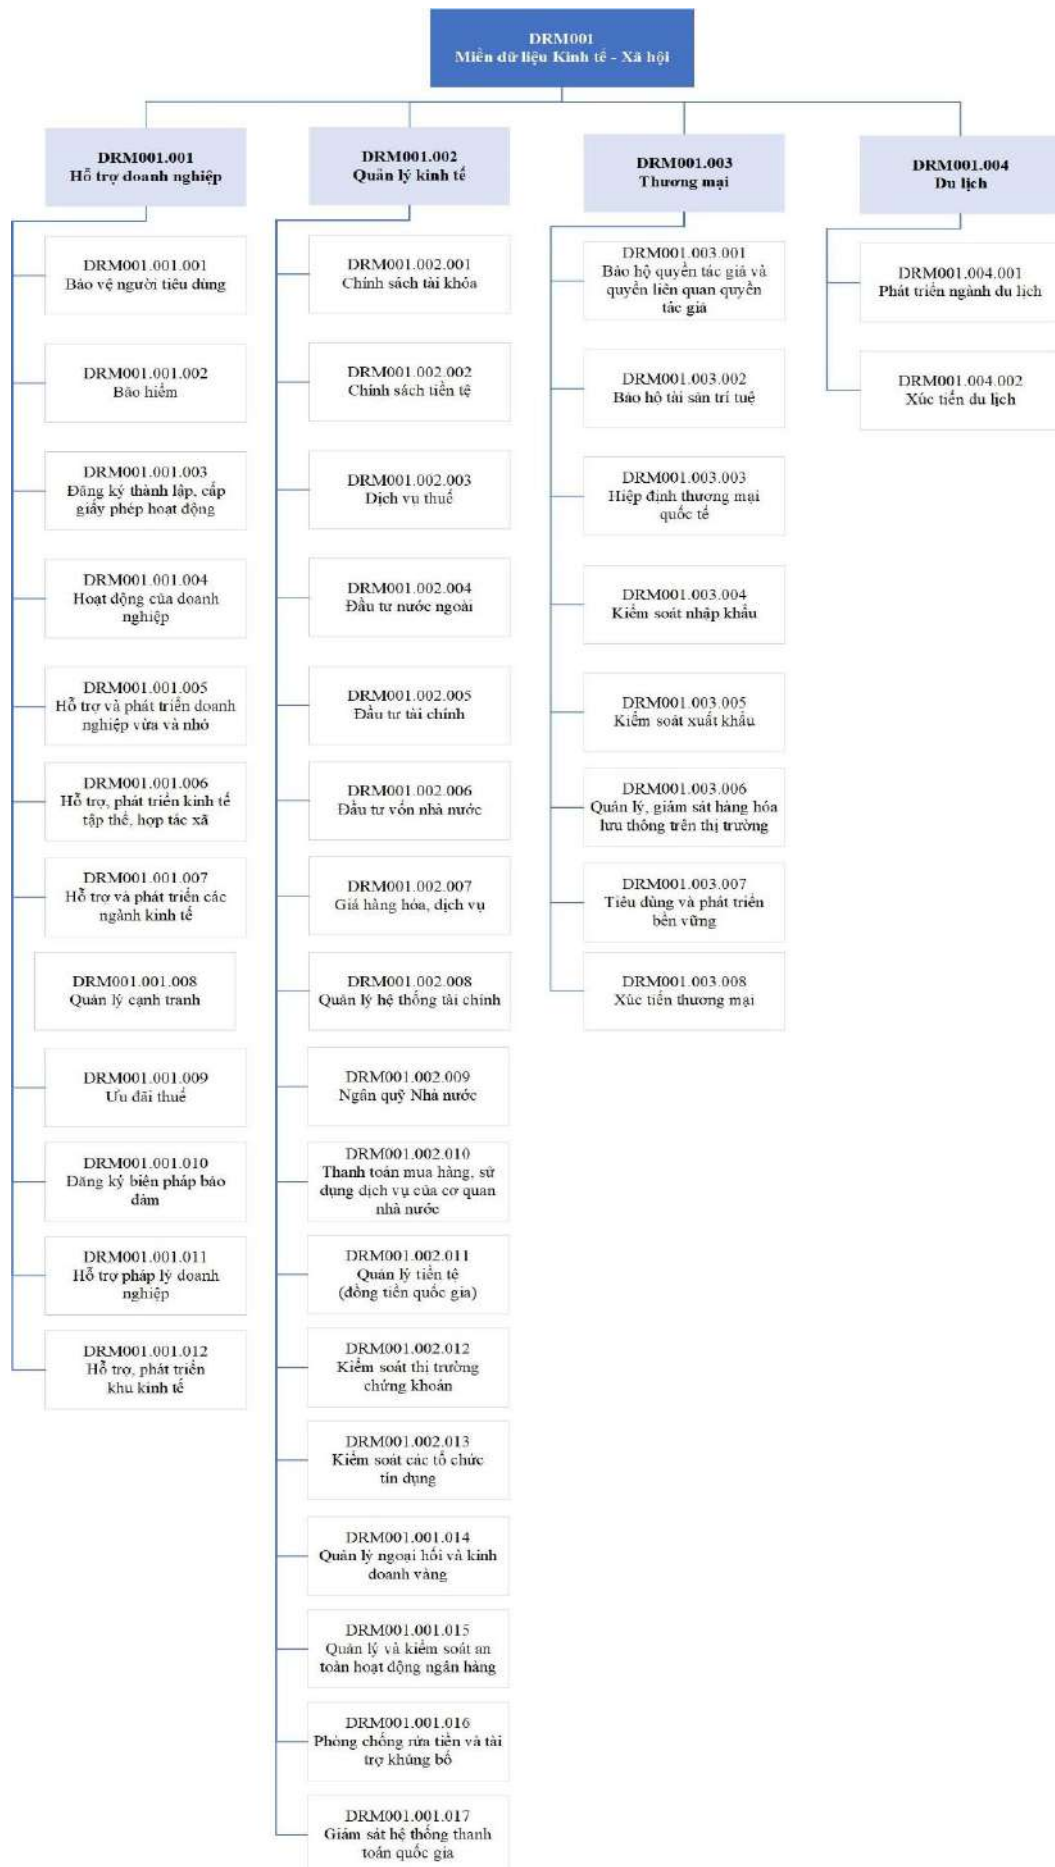 DRM001
Miền dữ liệu Kinh tế - Xã hội
DRM001.001
Hỗ trợ doanh nghiệp
DRM001.001.001
Bảo vệ người tiêu dùng
DRM001.001.002
Bảo hiểm
DRM001.001.003
Đăng ký thành lập, cấp
giấy phép hoạt động
DRM001.001.004
Hoạt động của doanh
nghiệp
DRM001.001.005
Hỗ trợ và phát triển doanh
nghiệp vừa và nhỏ
DRM001.001.006
Hỗ trợ, phát triển kinh tế
tập thể, hợp tác xã
DRM001.001.007
Hỗ trợ và phát triển các
ngành kinh tế
DRM001.001.008
Quản lý cạnh tranh
DRM001.001.009
Ưu đãi thuế
DRM001.001.010
Đăng ký biện pháp bảo
đảm
DRM001.001.011
Hỗ trợ pháp lý doanh
nghiệp
DRM001.001.012
Hỗ trợ, phát triển
khu kinh tế
DRM001.002
Quản lý kinh tế
DRM001.002.001
Chính sách tài khóa
DRM001.002.002
Chính sách tiền tệ
DRM001.002.003
Dịch vụ thuế
DRM001.002.004
Đầu tư nước ngoài
DRM001.002.005
Đầu tư tài chính
DRM001.002.006
Đầu tư vốn nhà nước
DRM001.002.007
Giá hàng hóa, dịch vụ
DRM001.002.008
Quản lý hệ thống tài chính
DRM001.002.009
Ngân quỹ Nhà nước
DRM001.002.010
Thanh toán mua hàng, sử
dụng dịch vụ của cơ quan
nhà nước
DRM001.002.011
Quản lý tiền tệ
(đồng tiền quốc gia)
DRM001.002.012
Kiểm soát thị trường
chứng khoán
DRM001.002.013
Kiểm soát các tổ chức
tín dụng
DRM001.001.014
Quản lý ngoại hối và kinh
doanh vàng
DRM001.001.015
Quản lý và kiểm soát an
toàn hoạt động ngân hàng
DRM001.001.016
Phòng chống rửa tiền và tài
trợ khủng bố
DRM001.001.017
Giám sát hệ thống thanh
toán quốc gia
DRM001.003
Thương mại
DRM001.003.001
Bảo hộ quyền tác giả và
quyền liên quan quyền
tác giả
DRM001.003.002
Bảo hộ tài sản trí tuệ
DRM001.003.003
Hiệp định thương mại
quốc tế
DRM001.003.004
Kiểm soát nhập khẩu
DRM001.003.005
Kiểm soát xuất khẩu
DRM001.003.006
Quản lý, giám sát hàng hóa
lưu thông trên thị trường
DRM001.003.007
Tiêu dùng và phát triển
bền vững
DRM001.003.008
Xúc tiến thương mại
DRM001.004
Du lịch
DRM001.004.001
Phát triển ngành du lịch
DRM001.004.002
Xúc tiến du lịch